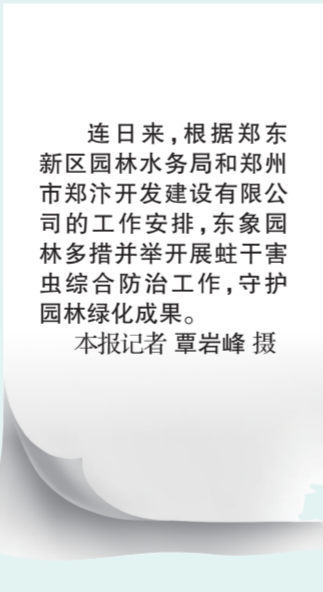 连日来，根据郑东
新区园林水务局和郑州
市郑汴开发建设有限公
司的工作安排，东象园
林多措并举开展蛀干害
虫综合防治工作，守护
园林绿化成果。
本报记者 覃岩峰 摄